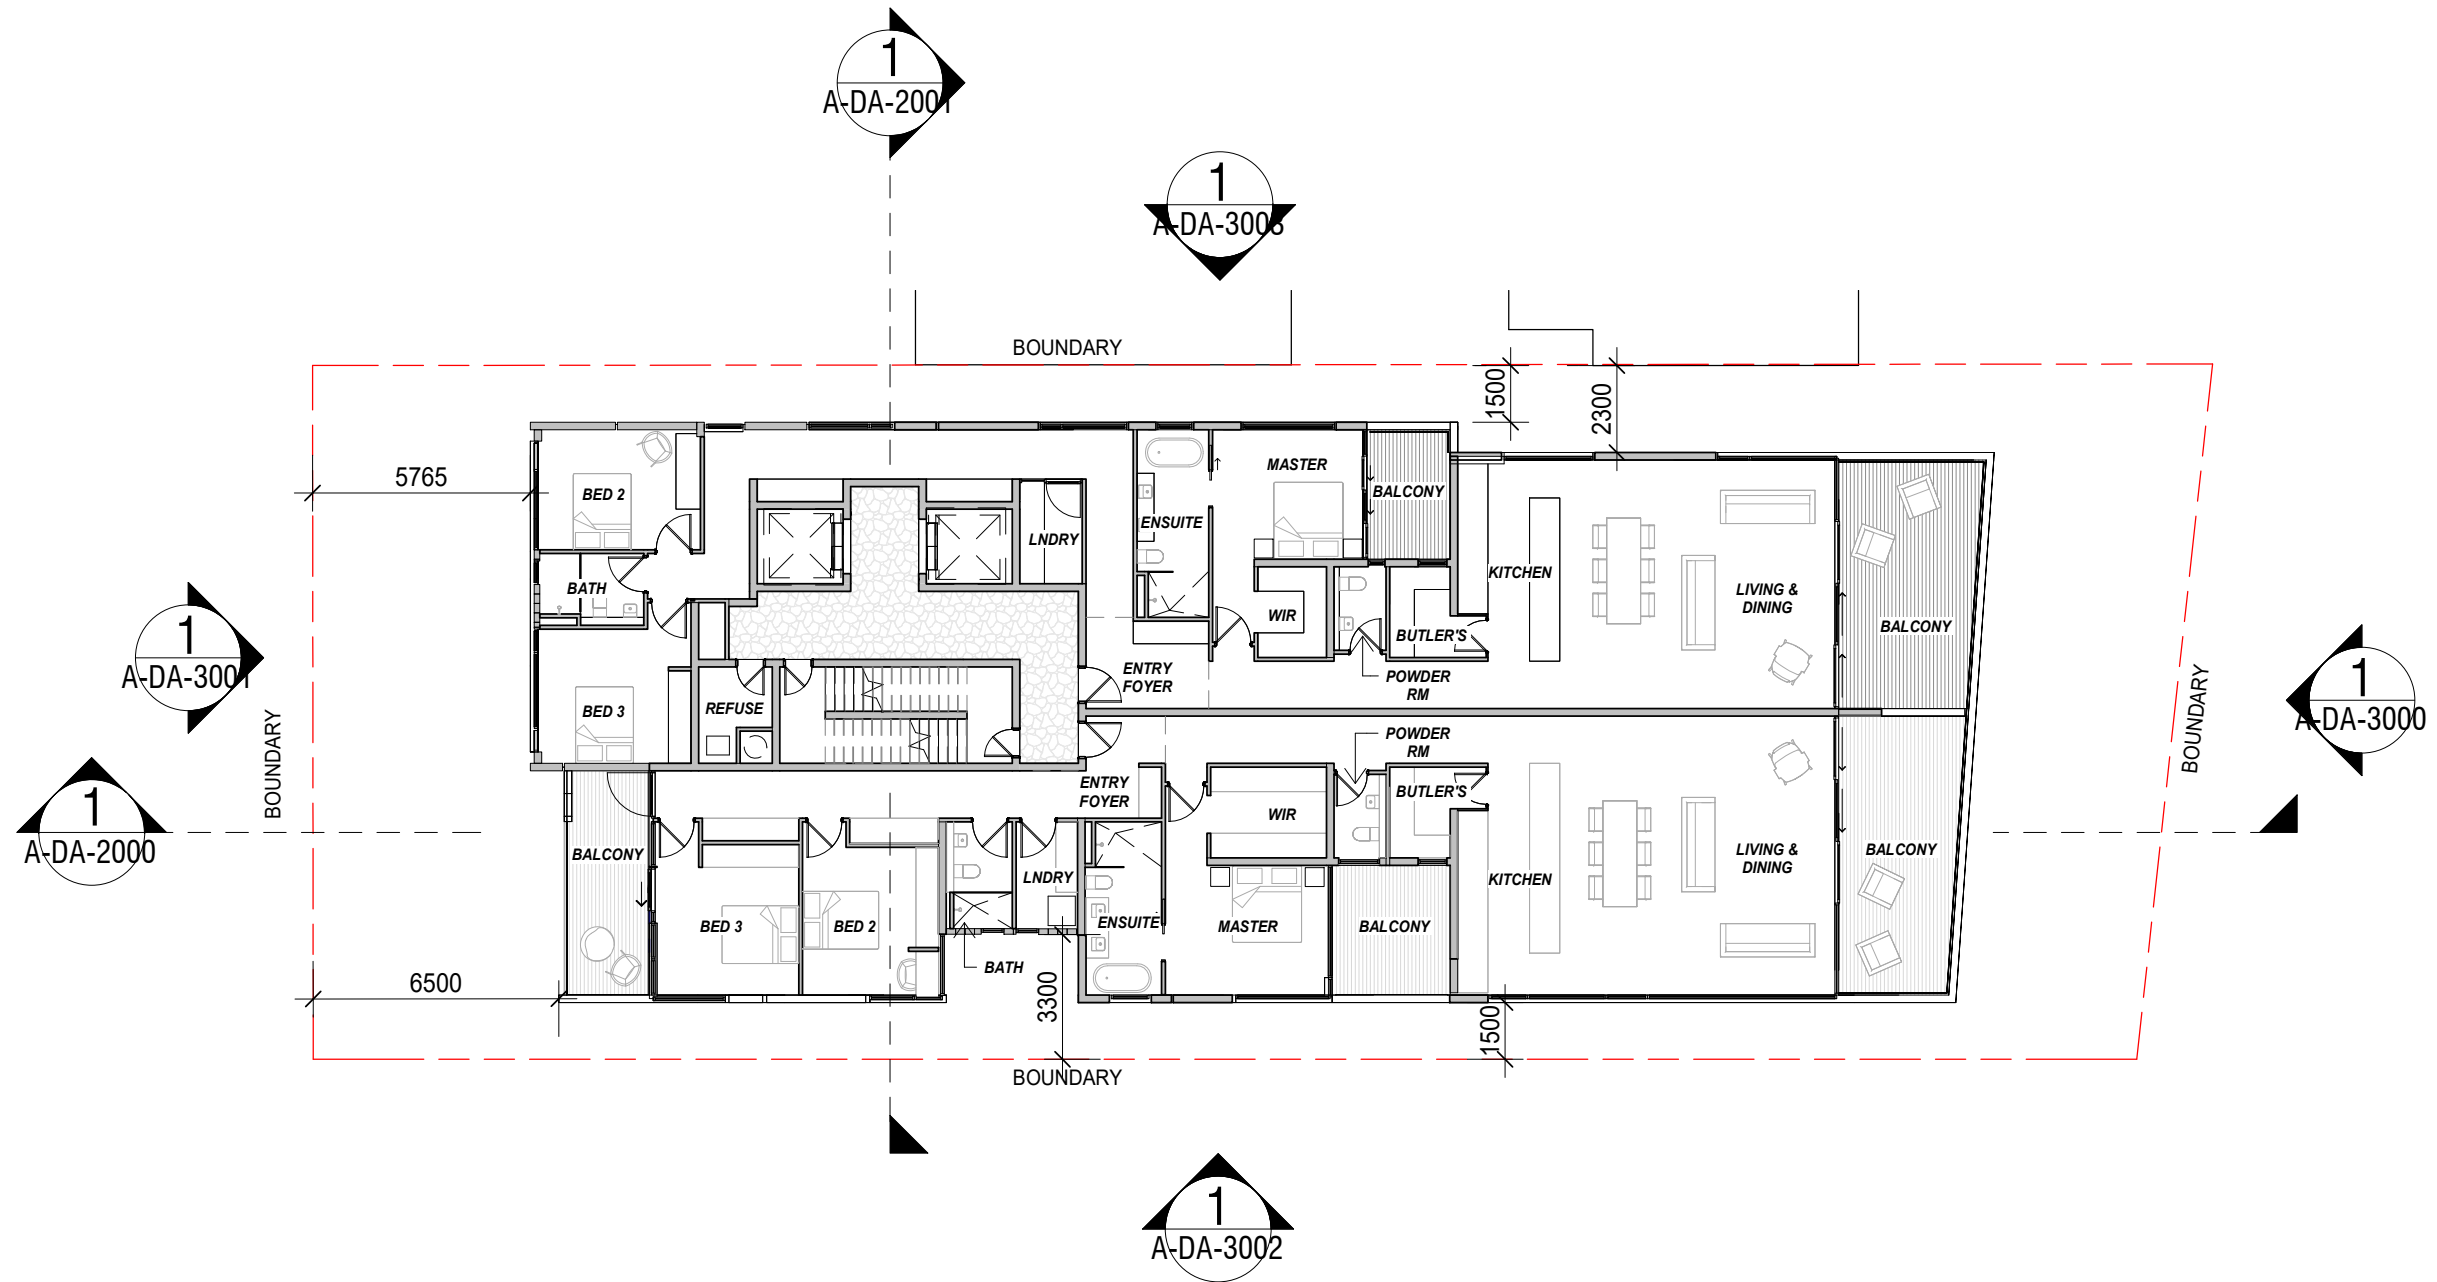 1
A-DA-2001
1
A-DA-3003
BOUNDARY
1500
2300
5765
BED 2
MASTER
BALCONY
ENSUITE
LNDRY
KITCHEN
BATH
LIVING &
DINING
WIR
BUTLER'S
BALCONY
1
A-DA-3001
ENTRY
FOYER
POWDER
RM
REFUSE
BED 3
BOUNDARY
BOUNDARY
1
A-DA-3000
POWDER
RM
ENTRY
FOYER
BUTLER'S
WIR
1
A-DA-2000
BALCONY
LIVING &
DINING
BALCONY
LNDRY
KITCHEN
BED 3
BED 2
ENSUITE
MASTER
BALCONY
BATH
6500
3300
1500
BOUNDARY
1
A-DA-3002